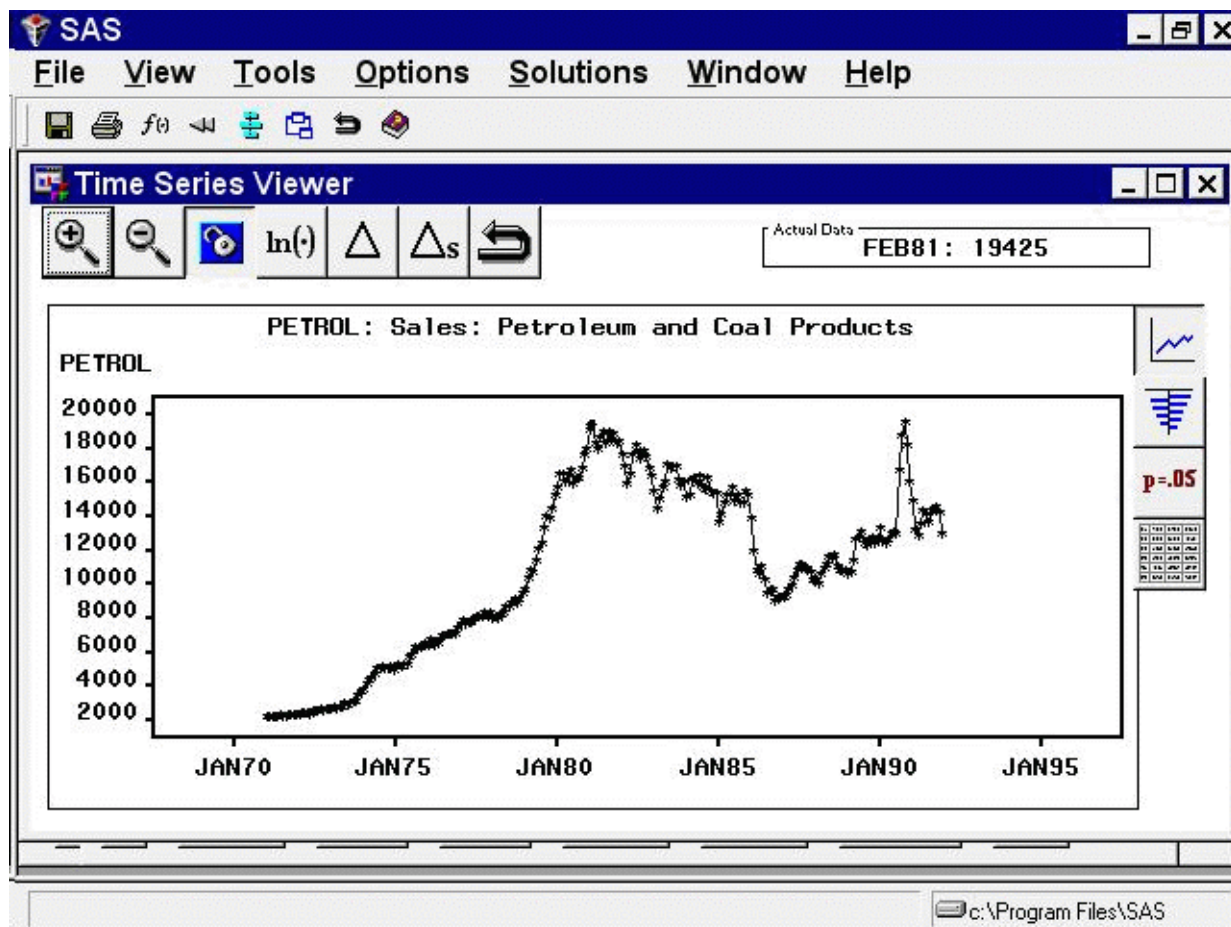 SAS
File View Tools Options Solutions Window Help
f(·)
Time Series Viewer
ln(·) Δ Δs
Actual Data
FEB81: 19425
PETROL: Sales: Petroleum and Coal Products
PETROL
20000
18000
16000
14000
12000
10000
8000
6000
4000
2000
JAN70 JAN75 JAN80 JAN85 JAN90 JAN95
p=.05
c:\Program Files\SAS